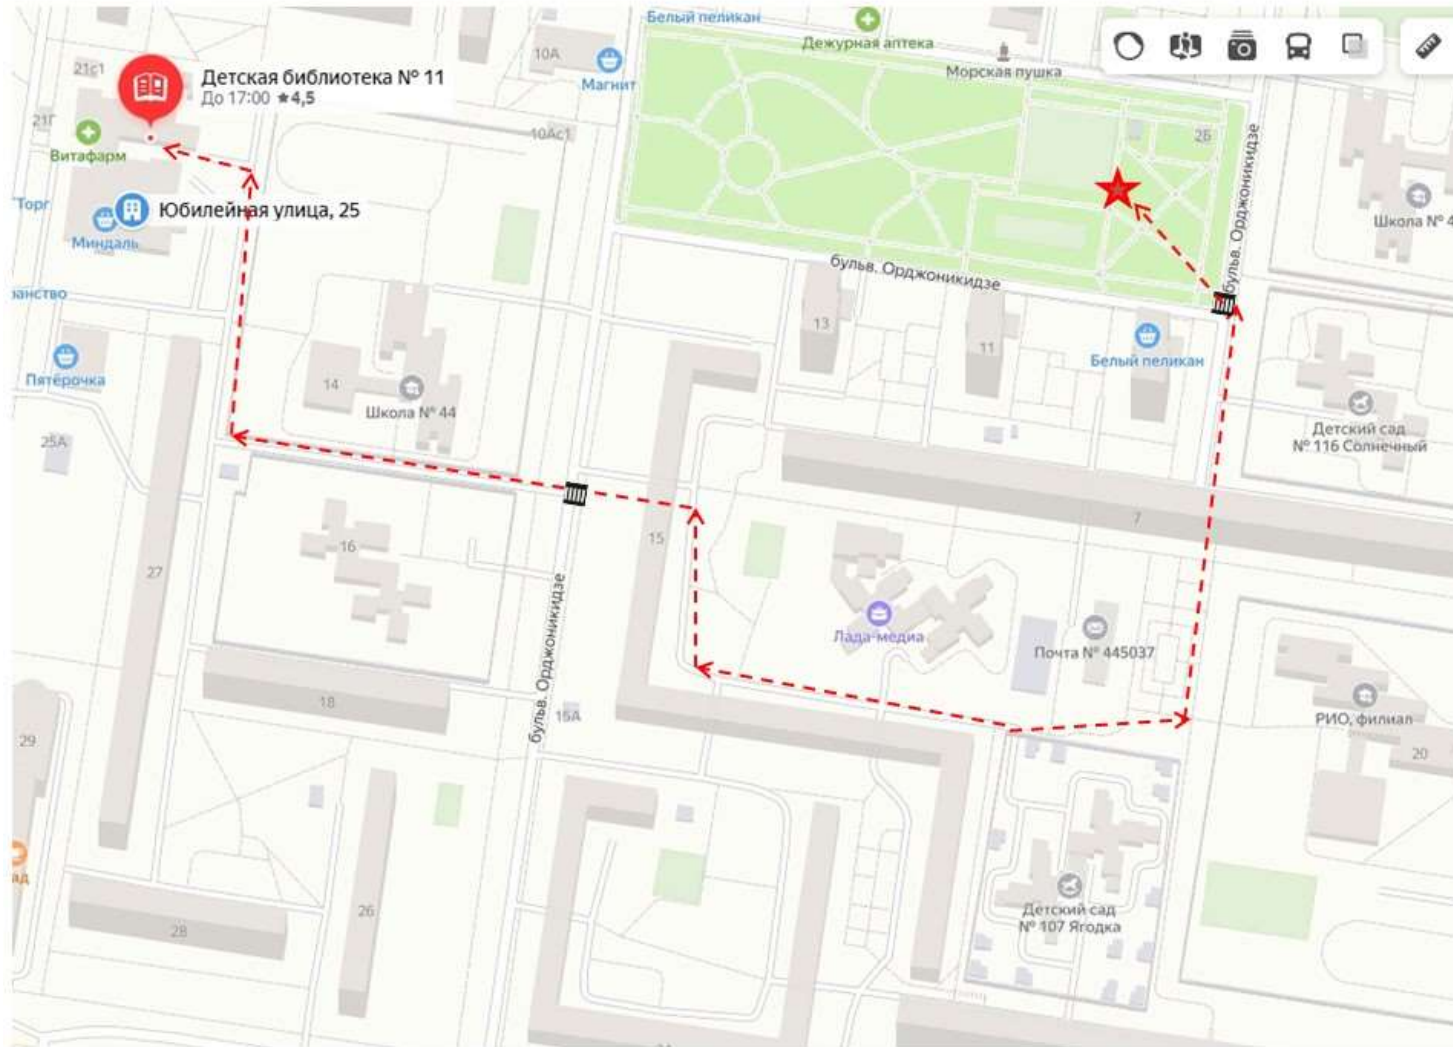 Белый пеликан
Дежурная аптека
Морская пушка
10А
Магнит
21с1
Детская библиотека № 11
До 17:00 ★4,5
21Г
Витафарм
10Ас1
2Б
бульв. Орджоникидзе
Школа № 4
Торг
Юбилейная улица, 25
Миндаль
бульв. Орджоникидзе
ранство
13
11
Белый пеликан
Пятёрочка
14
Школа № 44
Детский сад
№ 116 Солнечный
25А
15
7
16
27
Лада-медиа
Почта № 445037
бульв. Орджоникидзе
18
15А
РИО, филиал
29
20
ад
26
28
Детский сад
№ 107 Ягодка